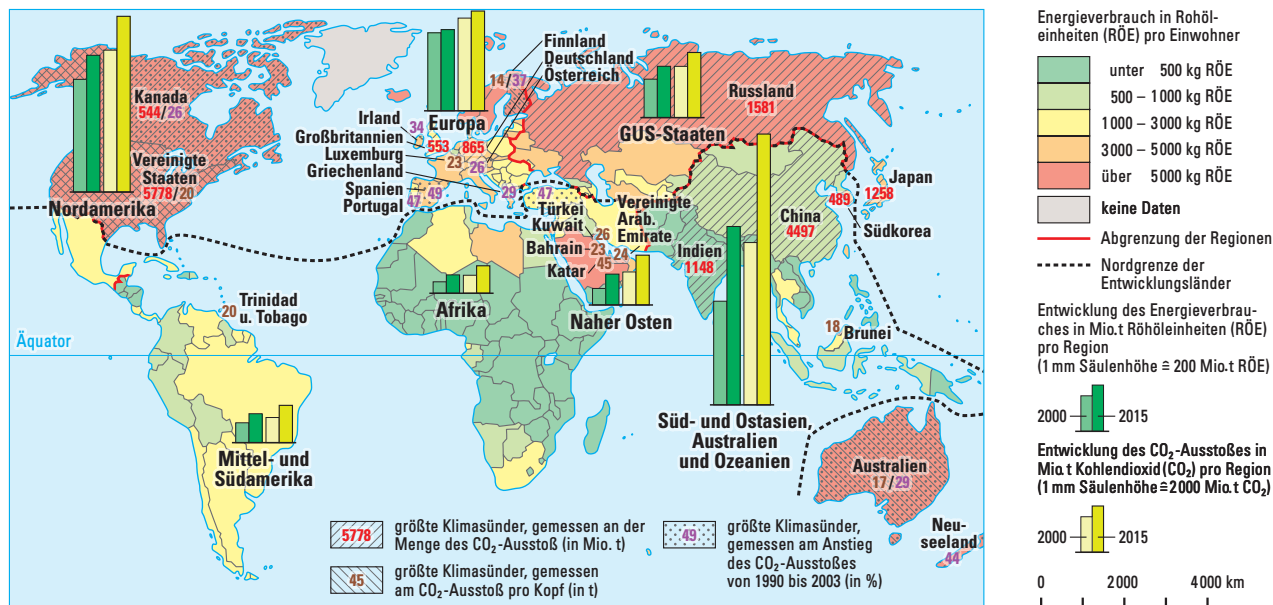 Kanada
544/26
Vereinigte
Staaten
5778/20
Nordamerika
Äquator
Trinidad
u. Tobago
20
Mittel- und
Südamerika
Finnland
Deutschland
Österreich
14/37
Europa
Irland
34
Großbritannien
553
865
Luxemburg
23
26
Griechenland
29
Spanien
49
Portugal
47
47
Türkei
Kuwait
26
Bahrain
23
Katar
45
24
Vereinigte
Arab.
Emirate
Afrika
Naher Osten
GUS-Staaten
Russland
1581
Indien
1148
China
4497
489
Südkorea
Japan
1258
18
Brunei
Süd- und Ostasien,
Australien
und Ozeanien
Australien
17/29
Neu-
seeland
44
5778
größte Klimasünder, gemessen an der
Menge des CO₂-Ausstoß (in Mio. t)
45
größte Klimasünder, gemessen
am CO₂-Ausstoß pro Kopf (in t)
49
größte Klimasünder,
gemessen am Anstieg
des CO₂-Ausstoßes
von 1990 bis 2003 (in %)
Energieverbrauch in Rohöl-
einheiten (RÖE) pro Einwohner
unter 500 kg RÖE
500 – 1000 kg RÖE
1000 – 3000 kg RÖE
3000 – 5000 kg RÖE
über 5000 kg RÖE
keine Daten
Abgrenzung der Regionen
Nordgrenze der
Entwicklungsländer
Entwicklung des Energieverbrau-
ches in Mio.t Röhöleinheiten (RÖE)
pro Region
(1 mm Säulenhöhe ≙ 200 Mio.t RÖE)
2000 2015
Entwicklung des CO₂-Ausstoßes in
Mio.t Kohlendioxid (CO₂) pro Region
(1 mm Säulenhöhe ≙ 2000 Mio.t CO₂)
2000 2015
0 2000 4000 km